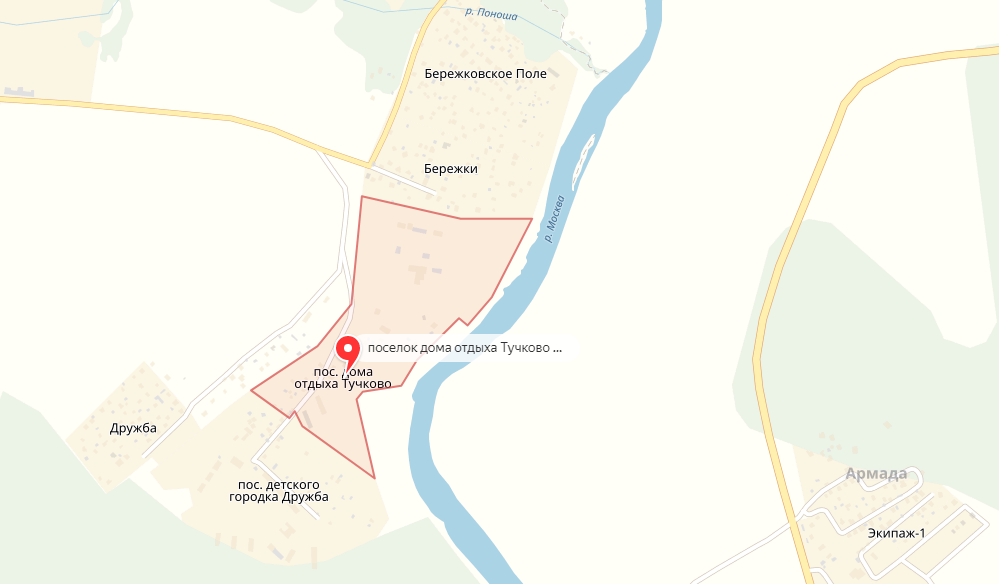 р. Поноша
Бережковское Поле
Бережки
р. Москва
поселок дома отдыха Тучково ...
пос. дома
отдыха Тучково
Дружба
пос. детского
городка Дружба
Армада
Экипаж-1